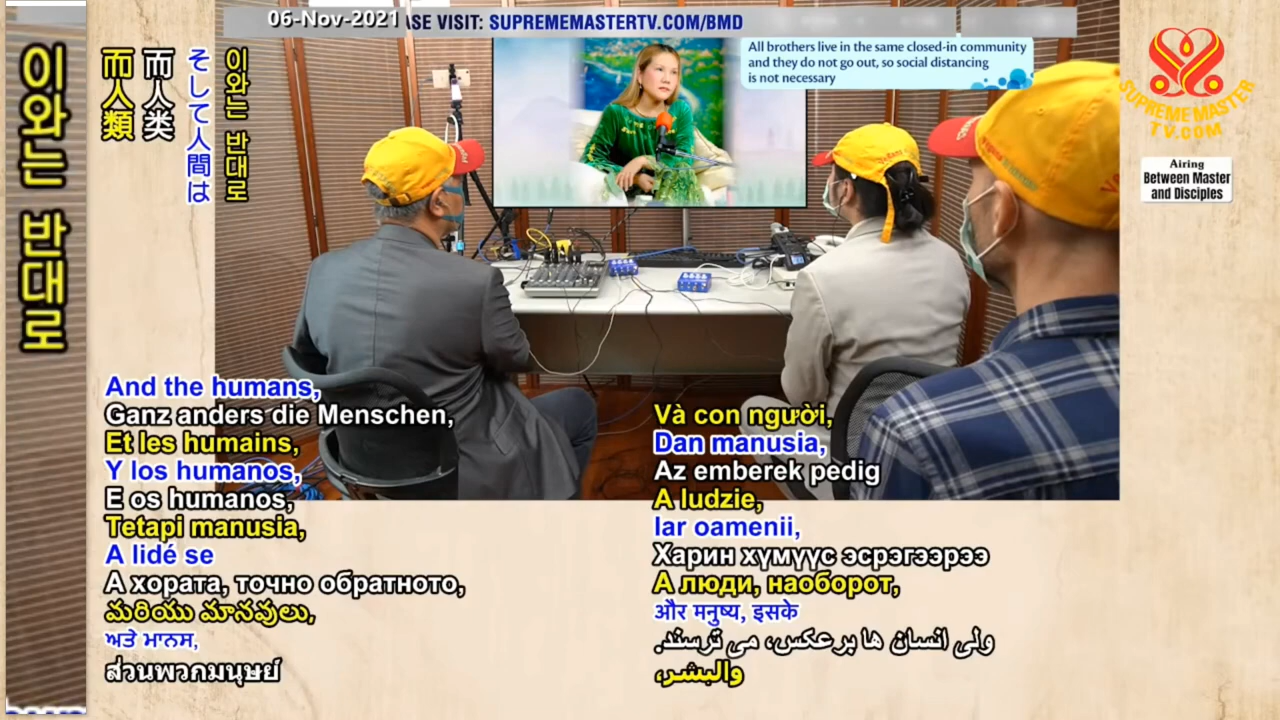 06-Nov-2021
ASE VISIT: SUPREMEMASTERTV.COM/BMD
All brothers live in the same closed-in community
and they do not go out, so social distancing
is not necessary
SUPREME MASTER
TV.COM
Airing
Between Master
and Disciples
이와는 반대로
而人類
而人类
そして人間は
이와는 반대로
And the humans,
Ganz anders die Menschen,
Et les humains,
Y los humanos,
E os humanos,
Tetapi manusia,
A lidé se
А хората, точно обратното,
మరియు మానవులు,
ਅਤੇ ਮਾਨਸ,
ส่วนพวกมนุษย์
Và con người,
Dan manusia,
Az emberek pedig
A ludzie,
Iar oamenii,
Харин хүмүүс эсрэгээрээ
А люди, наоборот,
और मनुष्य, इसके
ولی انسان ها برعکس، می ترسند.
والبشر،